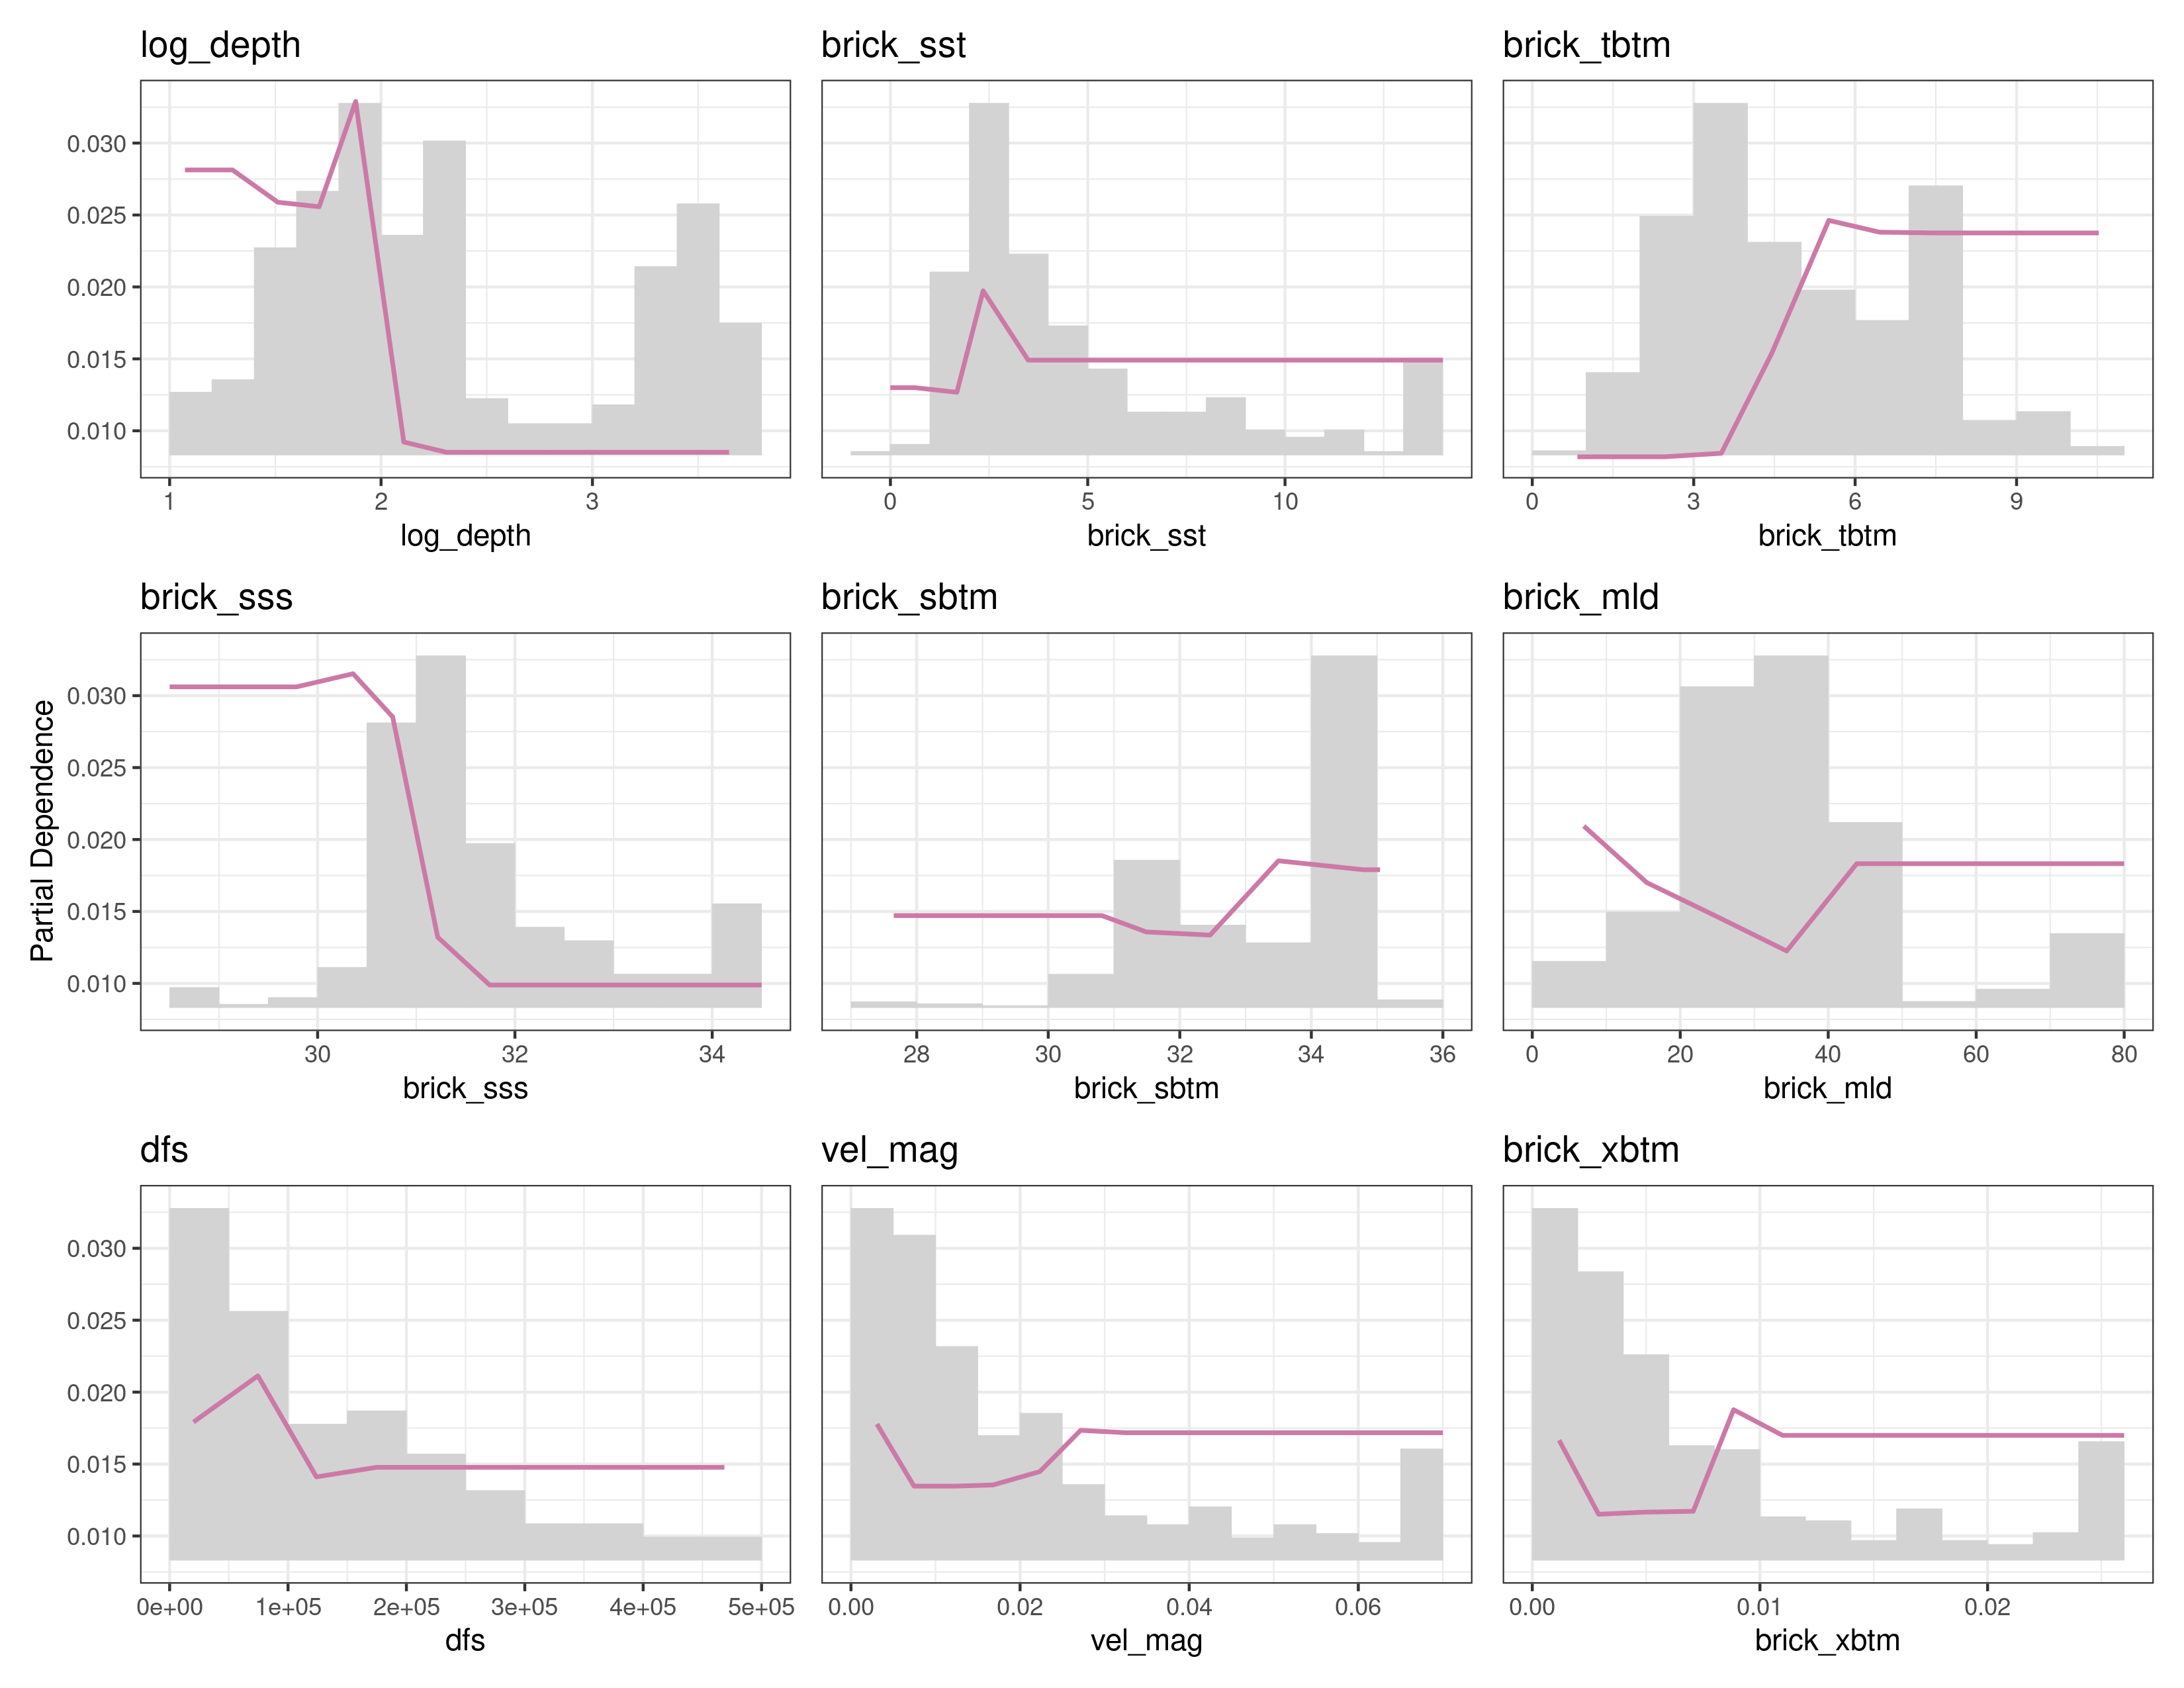 log_depth
brick_sst
brick_tbtm
0.030
0.025
0.020
0.015
0.010
1 2 3
0 5 10
0 3 6 9
log_depth
brick_sst
brick_tbtm
brick_sss
brick_sbtm
brick_mld
Partial Dependence
0.030
0.025
0.020
0.015
0.010
30 32 34
28 30 32 34 36
0 20 40 60 80
brick_sss
brick_sbtm
brick_mld
dfs
vel_mag
brick_xbtm
0.030
0.025
0.020
0.015
0.010
0e+00 1e+05 2e+05 3e+05 4e+05 5e+05
0.00 0.02 0.04 0.06
0.00 0.01 0.02
dfs
vel_mag
brick_xbtm